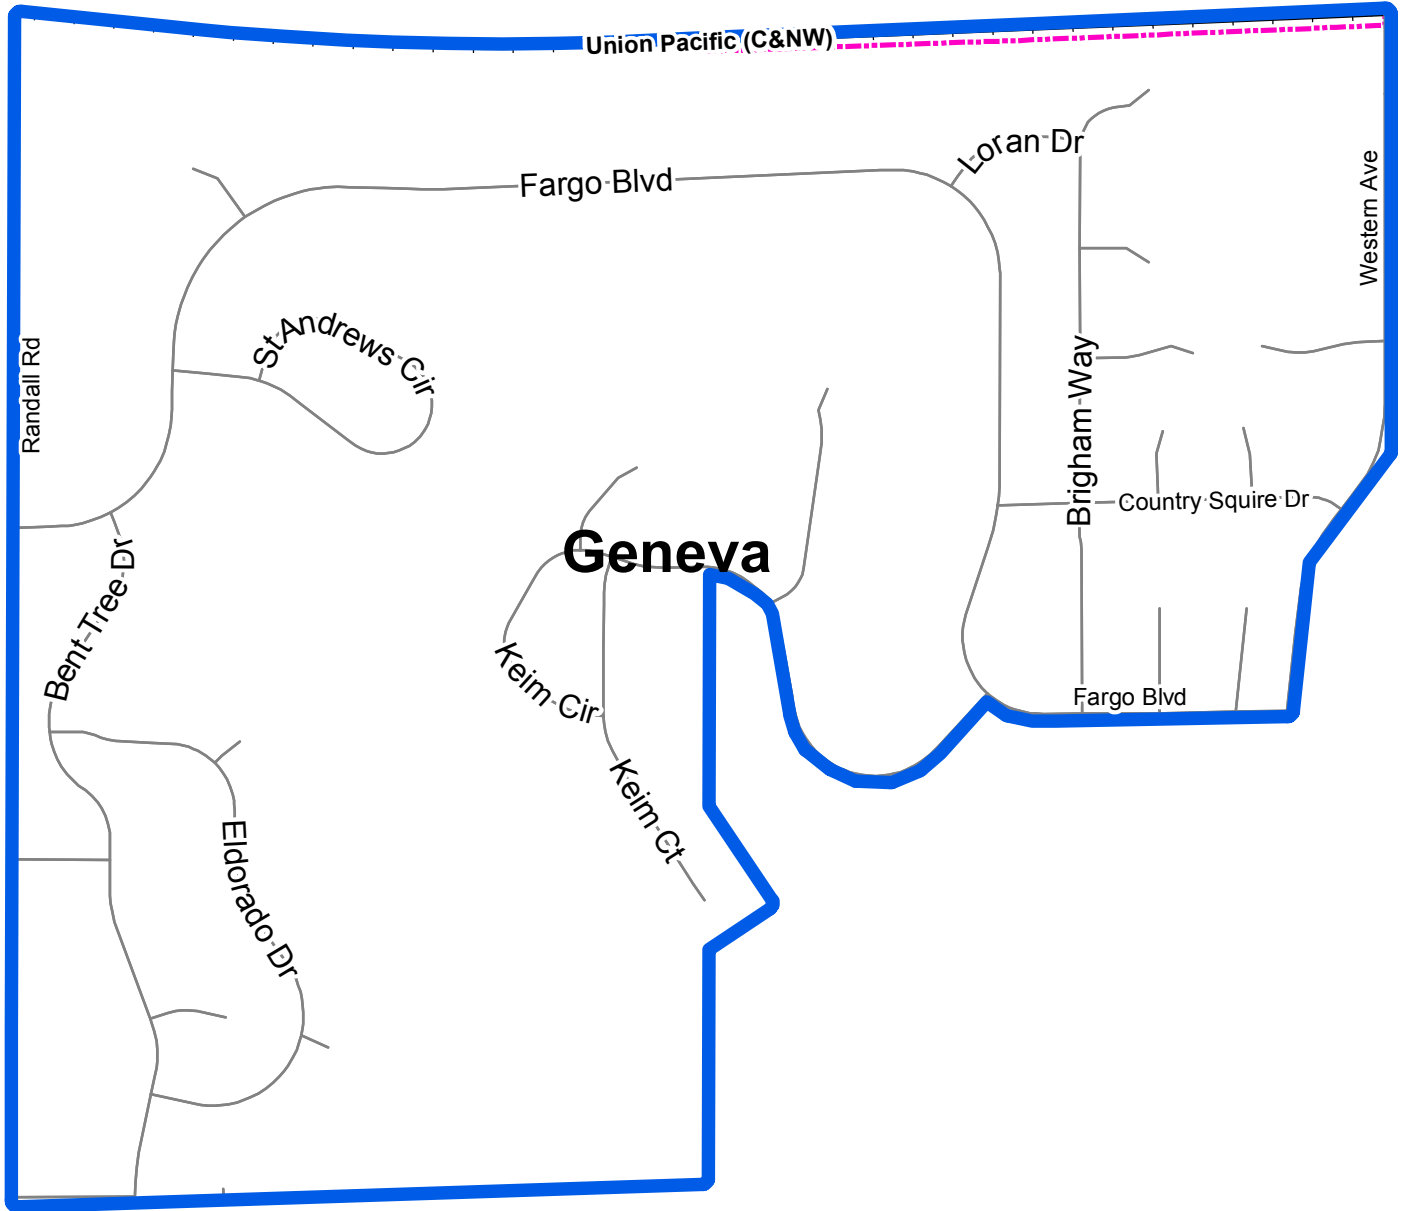 Union Pacific (C&NW)
Loran Dr
Fargo Blvd
Western Ave
St Andrews Cir
Randall Rd
Brigham Way
Country Squire Dr
Geneva
Bent Tree Dr
Keim Cir
Fargo Blvd
Keim Ct
Eldorado Dr